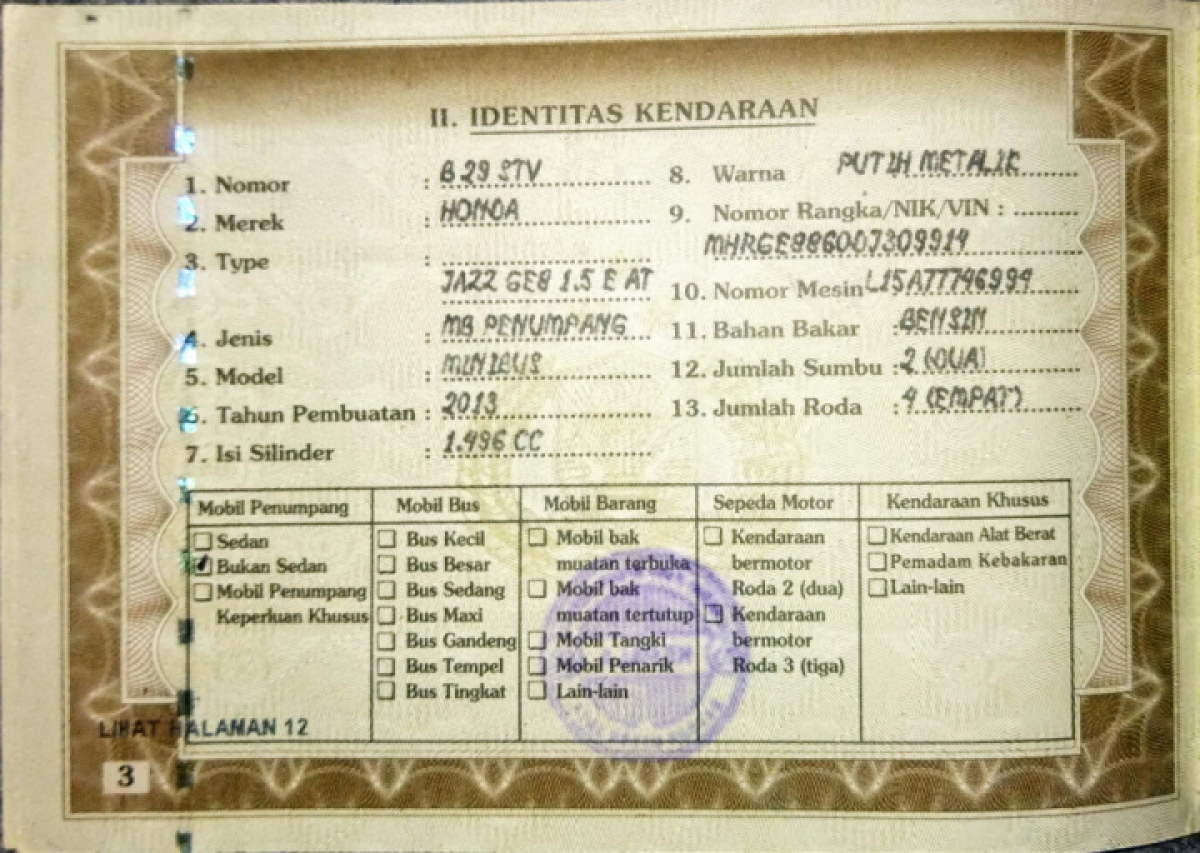 II. IDENTITAS KENDARAAN
1. Nomor : B 29 STV
2. Merek : HONDA
3. Type :
JAZZ GE8 1.5 E AT
4. Jenis : MB PENUMPANG
5. Model : MINIBUS
6. Tahun Pembuatan : 2013
7. Isi Silinder : 1.496 CC
8. Warna PUTIH METALIK
9. Nomor Rangka/NIK/VIN :
MHRGE8860DJ309914
10. Nomor Mesin L15A77746994
11. Bahan Bakar : BENSIN
12. Jumlah Sumbu : 2 (DUA)
13. Jumlah Roda : 4 (EMPAT)
Mobil Penumpang
Sedan
Bukan Sedan
Mobil Penumpang
Keperluan Khusus
Mobil Bus
Bus Kecil
Bus Besar
Bus Sedang
Bus Maxi
Bus Gandeng
Bus Tempel
Bus Tingkat
Mobil Barang
Mobil bak
muatan terbuka
Mobil bak
muatan tertutup
Mobil Tangki
Mobil Penarik
Lain-lain
Sepeda Motor
Kendaraan
bermotor
Roda 2 (dua)
Kendaraan
bermotor
Roda 3 (tiga)
Kendaraan Khusus
Kendaraan Alat Berat
Pemadam Kebakaran
Lain-lain
LIHAT HALAMAN 12
3